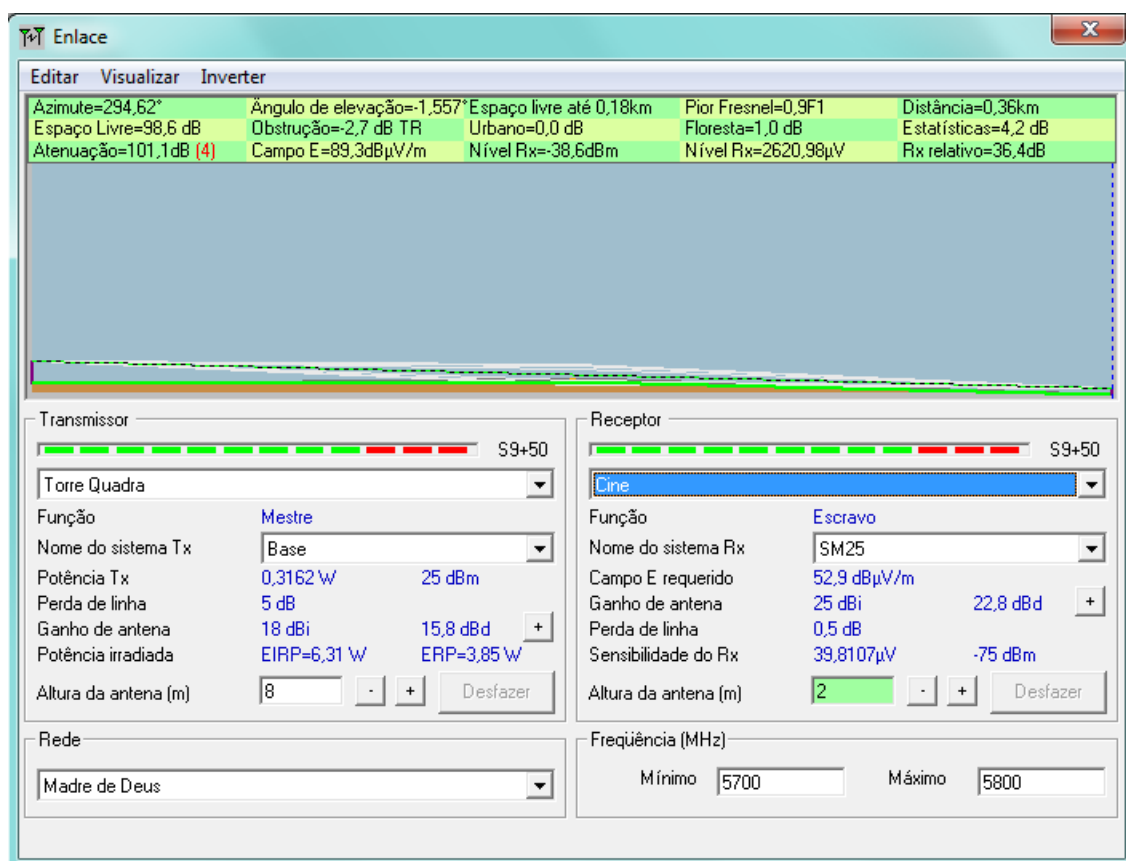 Enlace
Editar Visualizar Inverter
Azimute=294,62° Ângulo de elevação=-1,557° Espaço livre até 0,18km Pior Fresnel=0,9F1 Distância=0,36km
Espaço Livre=98,6 dB Obstrução=-2,7 dB TR Urbano=0,0 dB Floresta=1,0 dB Estatísticas=4,2 dB
Atenuação=101,1dB (4) Campo E=89,3dBµV/m Nível Rx=-38,6dBm Nível Rx=2620,98µV Rx relativo=36,4dB
Transmissor
S9+50
Torre Quadra
Função Mestre
Nome do sistema Tx Base
Potência Tx 0,3162 W 25 dBm
Perda de linha 5 dB
Ganho de antena 18 dBi 15,8 dBd +
Potência irradiada EIRP=6,31 W ERP=3,85 W
Altura da antena (m) 8 - + Desfazer
Rede
Madre de Deus
Receptor
S9+50
Cine
Função Escravo
Nome do sistema Rx SM25
Campo E requerido 52,9 dBµV/m
Ganho de antena 25 dBi 22,8 dBd +
Perda de linha 0,5 dB
Sensibilidade do Rx 39,8107µV -75 dBm
Altura da antena (m) 2 - + Desfazer
Freqüência (MHz)
Mínimo 5700 Máximo 5800